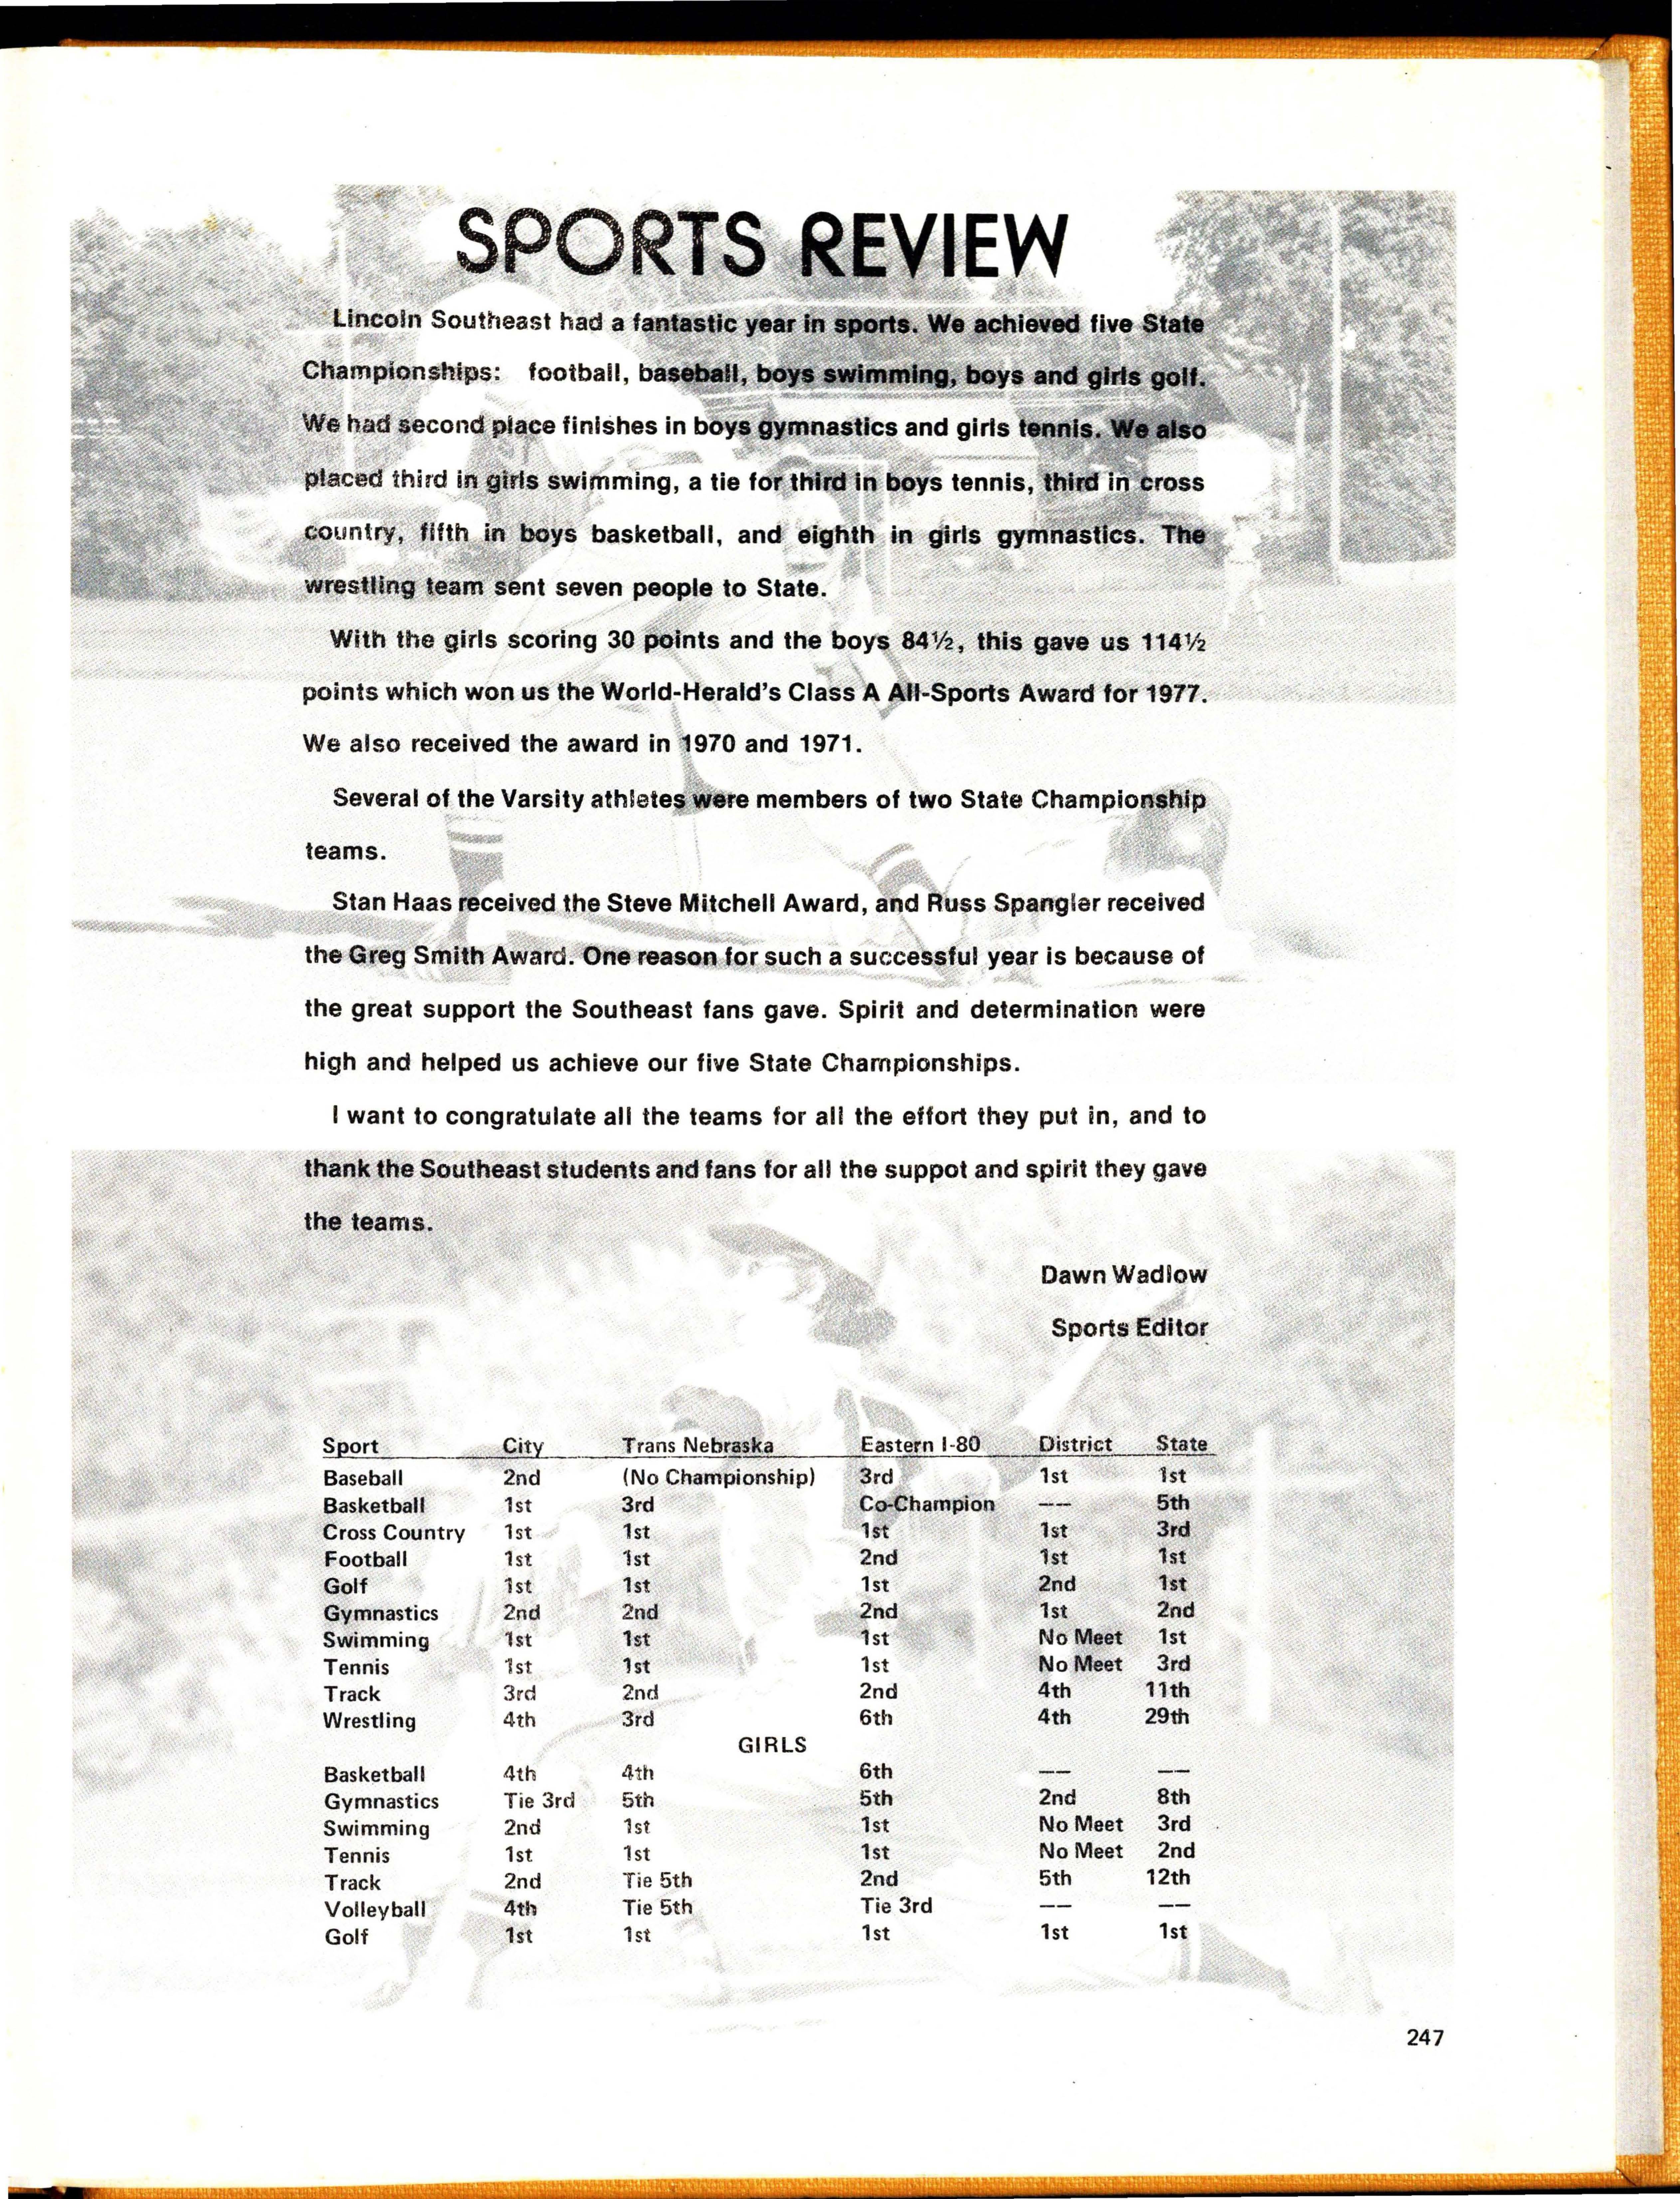 SPORTS REVIEW
Lincoln Southeast had a fantastic year in sports. We achieved five State
Championships: football, baseball, boys swimming, boys and girls golf.
We had second place finishes in boys gymnastics and girls tennis. We also
placed third in girls swimming, a tie for third in boys tennis, third in cross
country, fifth in boys basketball, and eighth in girls gymnastics. The
wrestling team sent seven people to State.
With the girls scoring 30 points and the boys 84½, this gave us 114½
points which won us the World-Herald's Class A All-Sports Award for 1977.
We also received the award in 1970 and 1971.
Several of the Varsity athletes were members of two State Championship
teams.
Stan Haas received the Steve Mitchell Award, and Russ Spangler received
the Greg Smith Award. One reason for such a successful year is because of
the great support the Southeast fans gave. Spirit and determination were
high and helped us achieve our five State Championships.
I want to congratulate all the teams for all the effort they put in, and to
thank the Southeast students and fans for all the suppot and spirit they gave
the teams.
Dawn Wadlow
Sports Editor
Sport City Trans Nebraska Eastern I-80 District State
Baseball 2nd (No Championship) 3rd 1st 1st
Basketball 1st 3rd Co-Champion -- 5th
Cross Country 1st 1st 1st 1st 3rd
Football 1st 1st 2nd 1st 1st
Golf 1st 1st 1st 2nd 1st
Gymnastics 2nd 2nd 2nd 1st 2nd
Swimming 1st 1st 1st No Meet 1st
Tennis 1st 1st 1st No Meet 3rd
Track 3rd 2nd 2nd 4th 11th
Wrestling 4th 3rd 6th 4th 29th
GIRLS
Basketball 4th 4th 6th -- --
Gymnastics Tie 3rd 5th 5th 2nd 8th
Swimming 2nd 1st 1st No Meet 3rd
Tennis 1st 1st 1st No Meet 2nd
Track 2nd Tie 5th 2nd 5th 12th
Volleyball 4th Tie 5th Tie 3rd -- --
Golf 1st 1st 1st 1st 1st
247